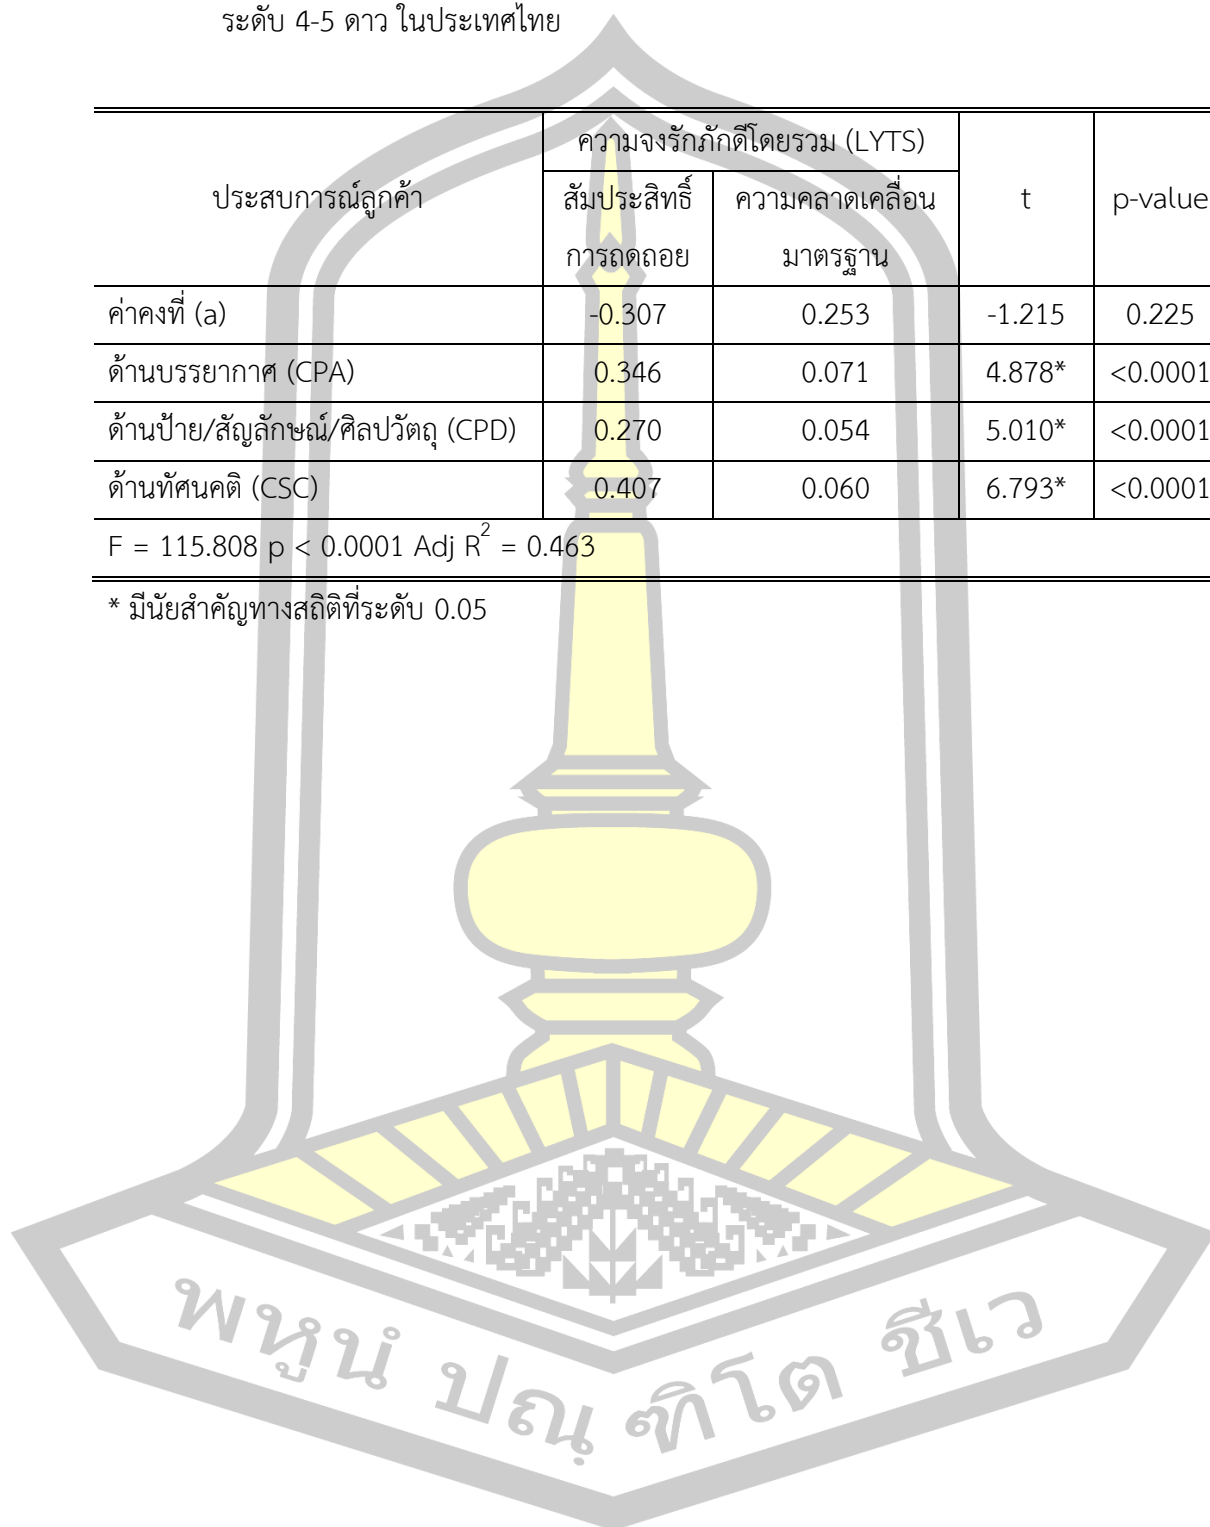 ระดับ 4-5 ดาว ในประเทศไทย
ประสบการณ์ลูกค้า ความจงรักภักดีโดยรวม (LYTS) t p-value
สัมประสิทธิ์การถดถอย ความคลาดเคลื่อนมาตรฐาน
ค่าคงที่ (a) -0.307 0.253 -1.215 0.225
ด้านบรรยากาศ (CPA) 0.346 0.071 4.878* <0.0001
ด้านป้าย/สัญลักษณ์/ศิลปวัตถุ (CPD) 0.270 0.054 5.010* <0.0001
ด้านทัศนคติ (CSC) 0.407 0.060 6.793* <0.0001
F = 115.808 p < 0.0001 Adj R² = 0.463
* มีนัยสำคัญทางสถิติที่ระดับ 0.05
พหูนํ ปณฺฑิโต ชีเว